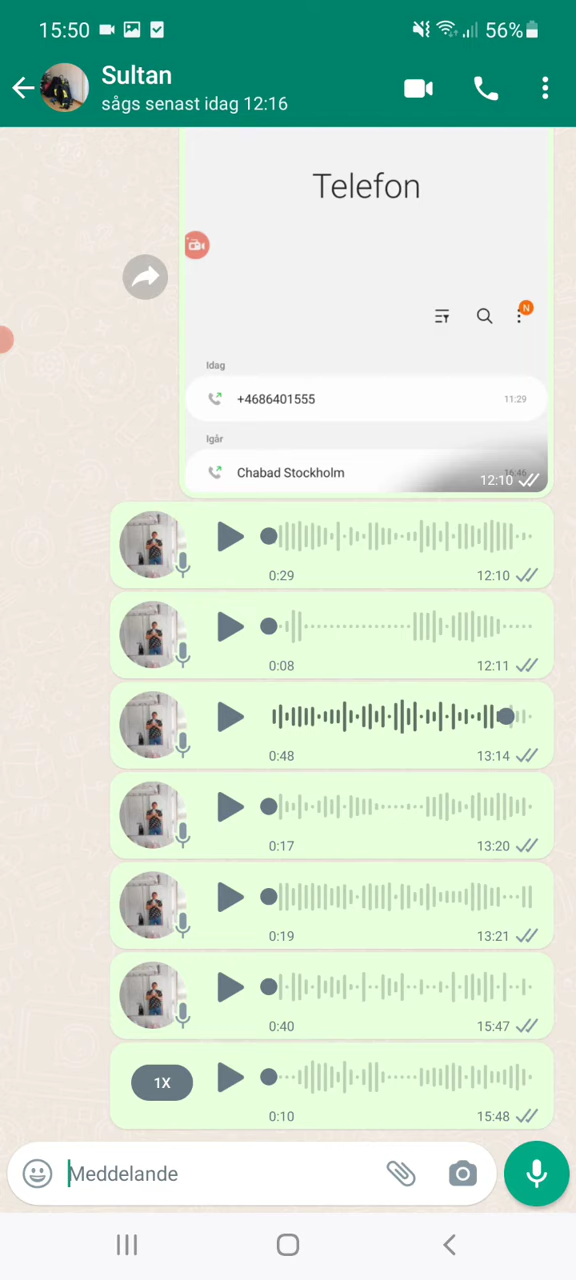 15:50
56%
Sultan
sågs senast idag 12:16
Telefon
N
Idag
+4686401555 11:29
Igår
Chabad Stockholm 16:46
12:10
0:29 12:10
0:08 12:11
0:48 13:14
0:17 13:20
0:19 13:21
0:40 15:47
1X
0:10 15:48
Meddelande